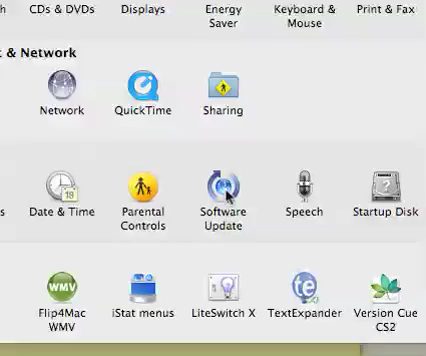 h CDs & DVDs Displays Energy Saver Keyboard & Mouse Print & Fax
t & Network
Network QuickTime Sharing
18
s Date & Time Parental Controls Software Update Speech Startup Disk
?
WMV te
Flip4Mac WMV iStat menus LiteSwitch X TextExpander Version Cue CS2